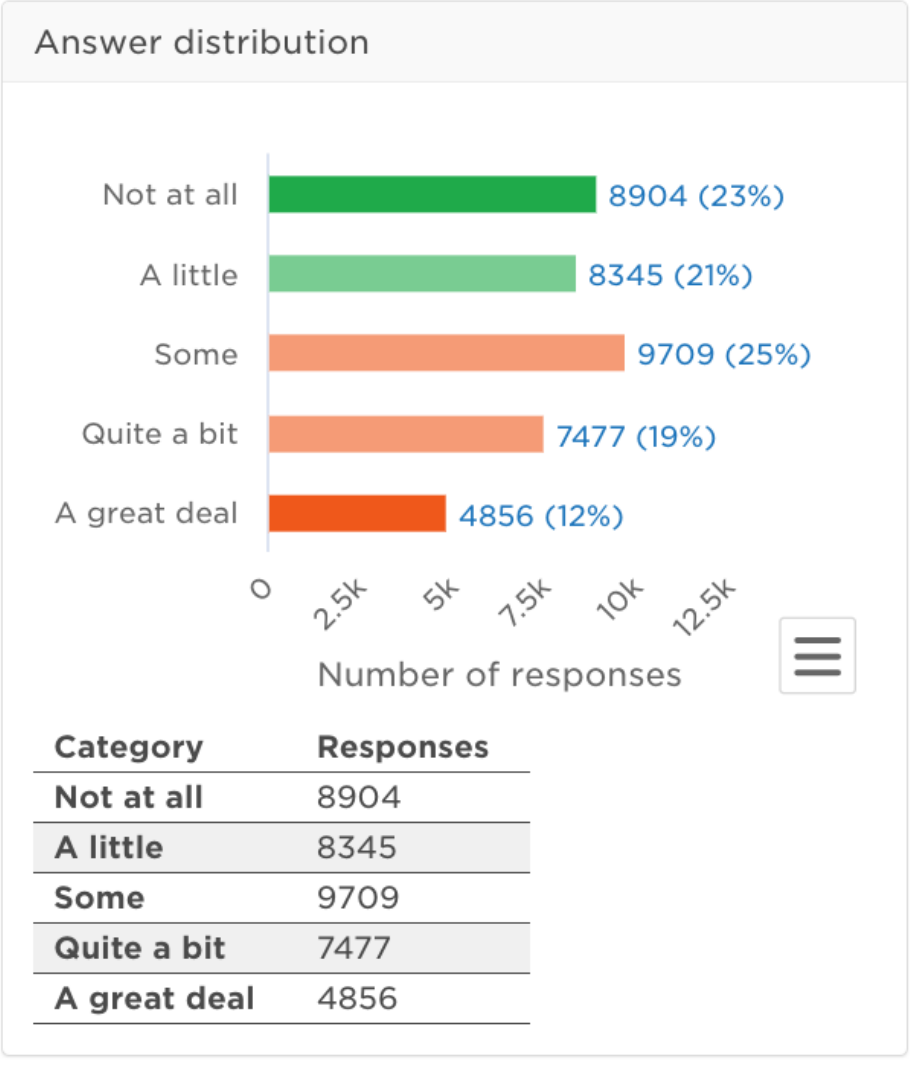 Answer distribution
Not at all 8904 (23%)
A little 8345 (21%)
Some 9709 (25%)
Quite a bit 7477 (19%)
A great deal 4856 (12%)
0 2.5k 5k 7.5k 10k 12.5k
Number of responses
Category Responses
Not at all 8904
A little 8345
Some 9709
Quite a bit 7477
A great deal 4856